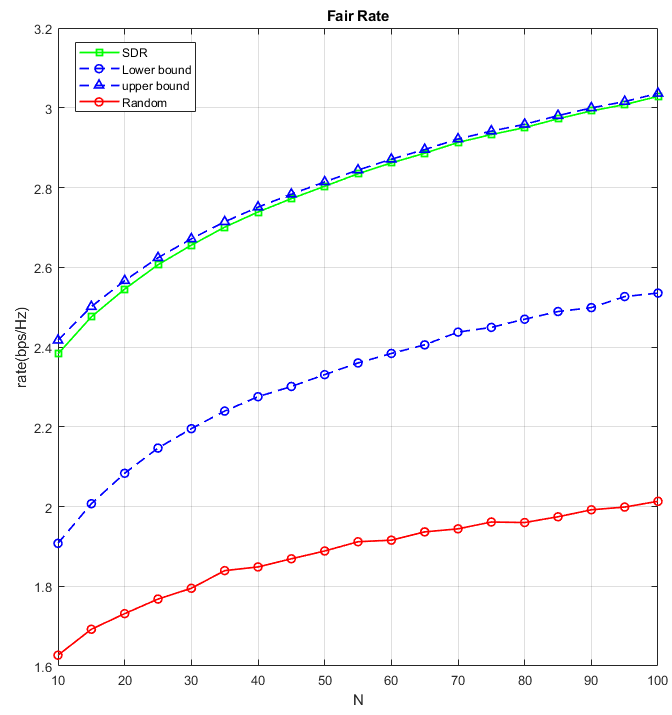 Fair Rate
3.2
3
2.8
2.6
2.4
2.2
2
1.8
1.6
rate(bps/Hz)
SDR
Lower bound
upper bound
Random
10 20 30 40 50 60 70 80 90 100
N